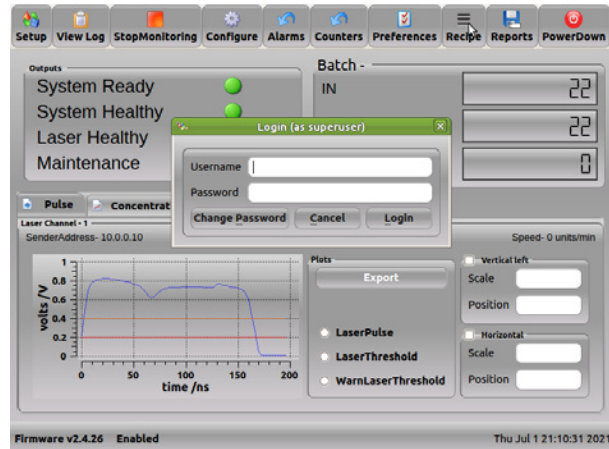 Setup View Log StopMonitoring Configure Alarms Counters Preferences Recipe Reports PowerDown
Outputs
System Ready
System Healthy
Laser Healthy
Maintenance
Batch -
IN
22
22
0
Login (as superuser)
Username
Password
Change Password Cancel Login
Pulse Concentrat
Laser Channel - 1
SenderAddress- 10.0.0.10
Speed- 0 units/min
volts /V
1
0.8
0.6
0.4
0.2
0
0 50 100 150 200
time /ns
Plots
Export
LaserPulse
LaserThreshold
WarnLaserThreshold
Vertical left
Scale
Position
Horizontal
Scale
Position
Firmware v2.4.26 Enabled
Thu Jul 1 21:10:31 2021